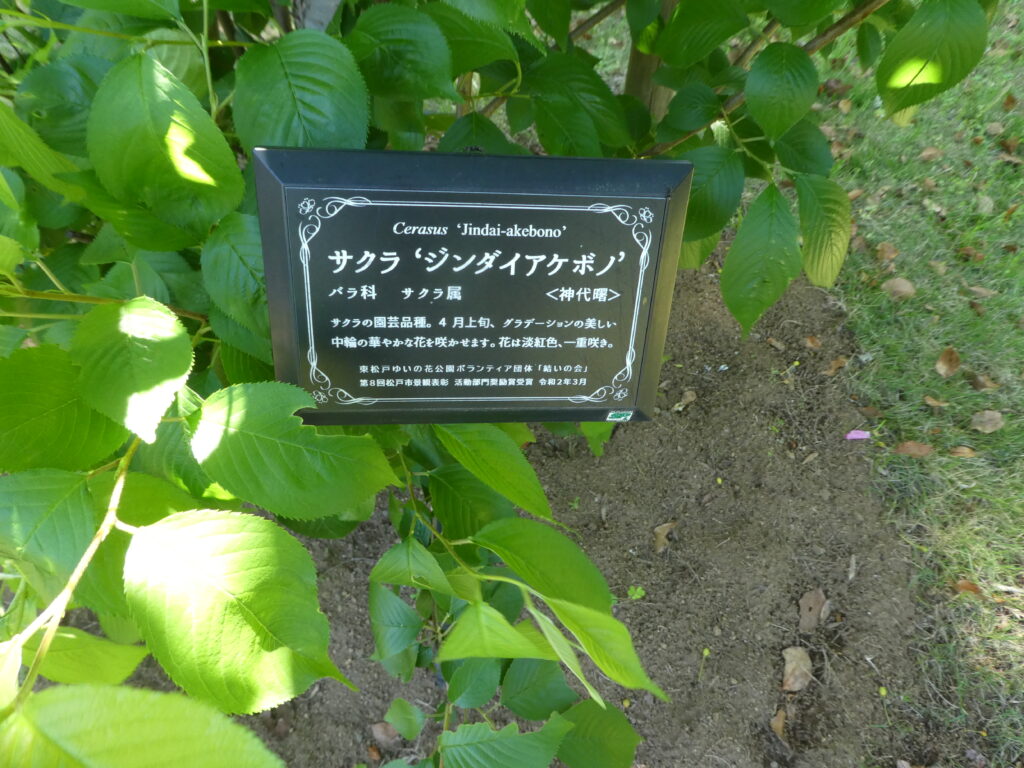 Cerasus ‘Jindai-akebono’
サクラ ‘ジンダイアケボノ’
バラ科 サクラ属 <神代曙>
サクラの園芸品種。4月上旬、グラデーションの美しい
中輪の華やかな花を咲かせます。花は淡紅色、一重咲き。
東松戸ゆいの花公園ボランティア団体「結いの会」
第8回松戸市景観表彰 活動部門奨励賞受賞 令和2年3月